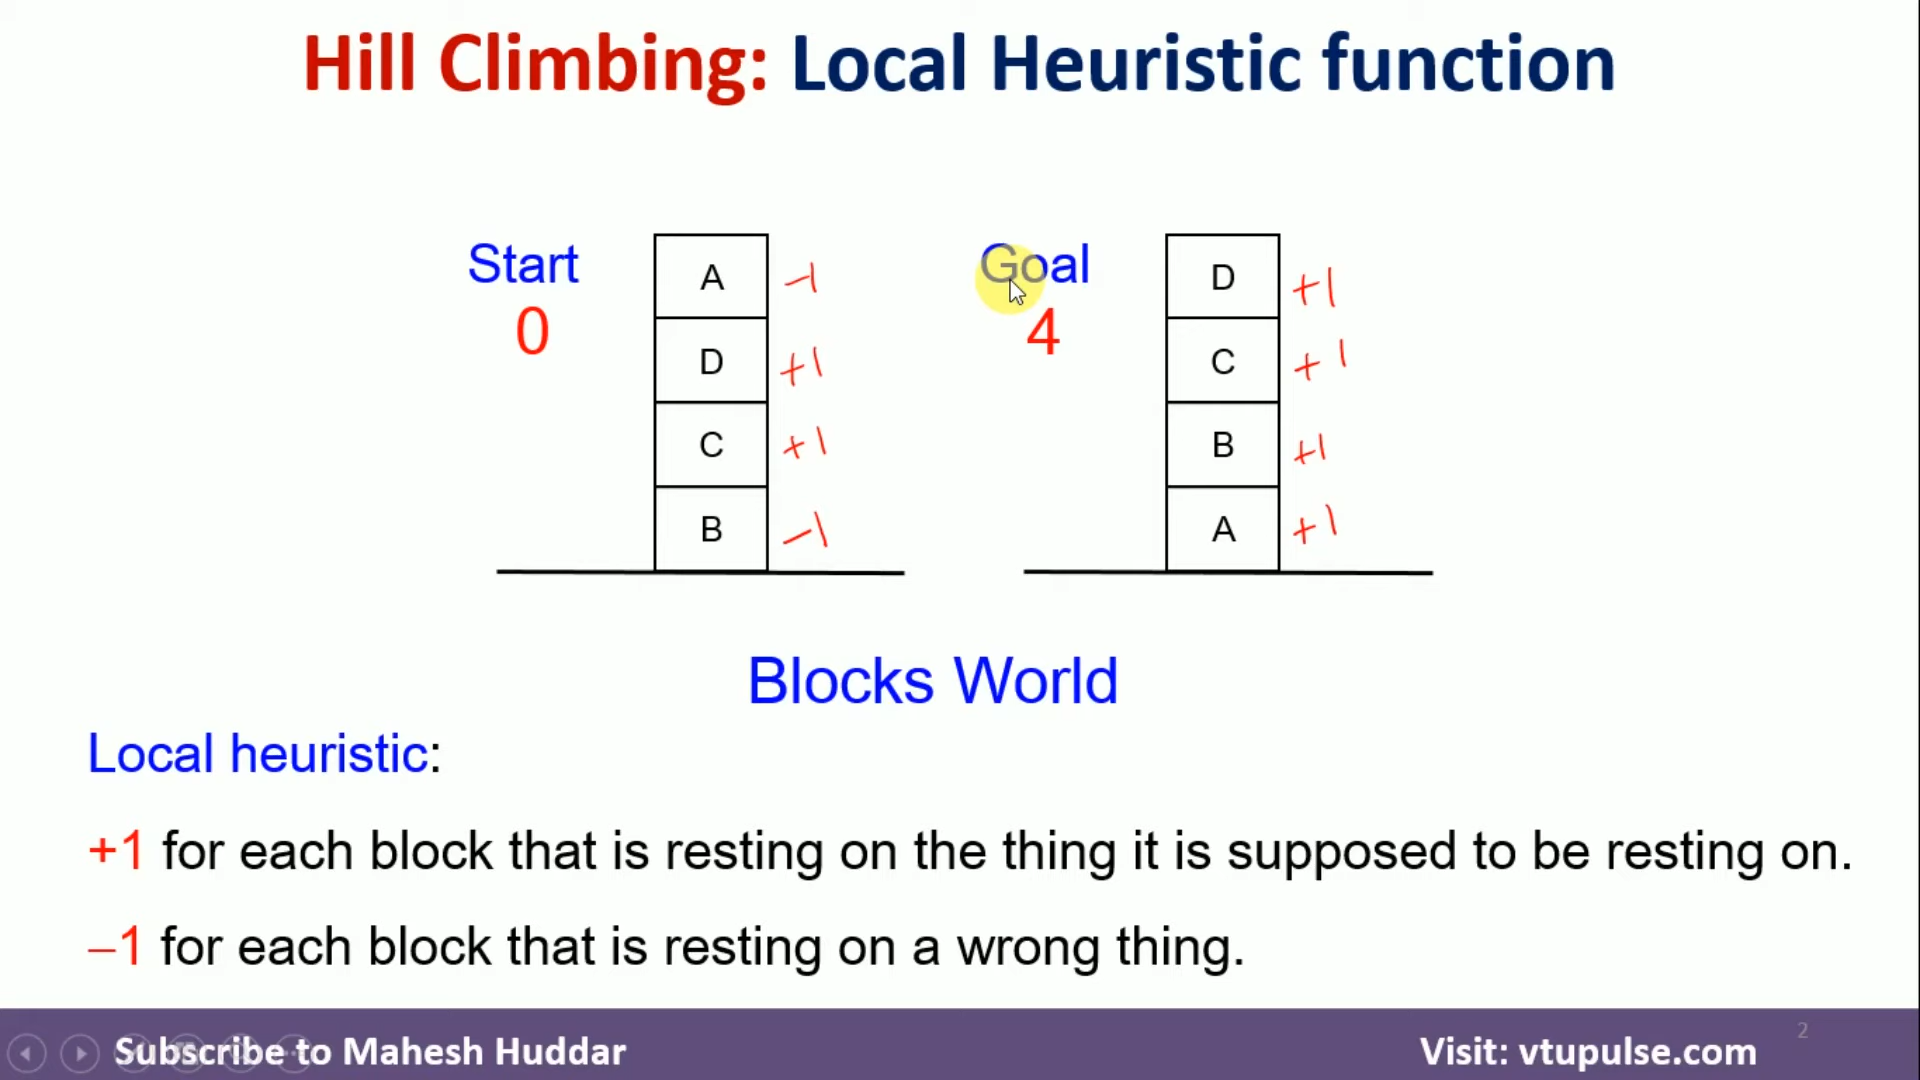 Hill Climbing: Local Heuristic function
Start
0
A -1
D +1
C +1
B -1
Goal
4
D +1
C +1
B +1
A +1
Blocks World
Local heuristic:
+1 for each block that is resting on the thing it is supposed to be resting on.
–1 for each block that is resting on a wrong thing.
2
Subscribe to Mahesh Huddar
Visit: vtupulse.com